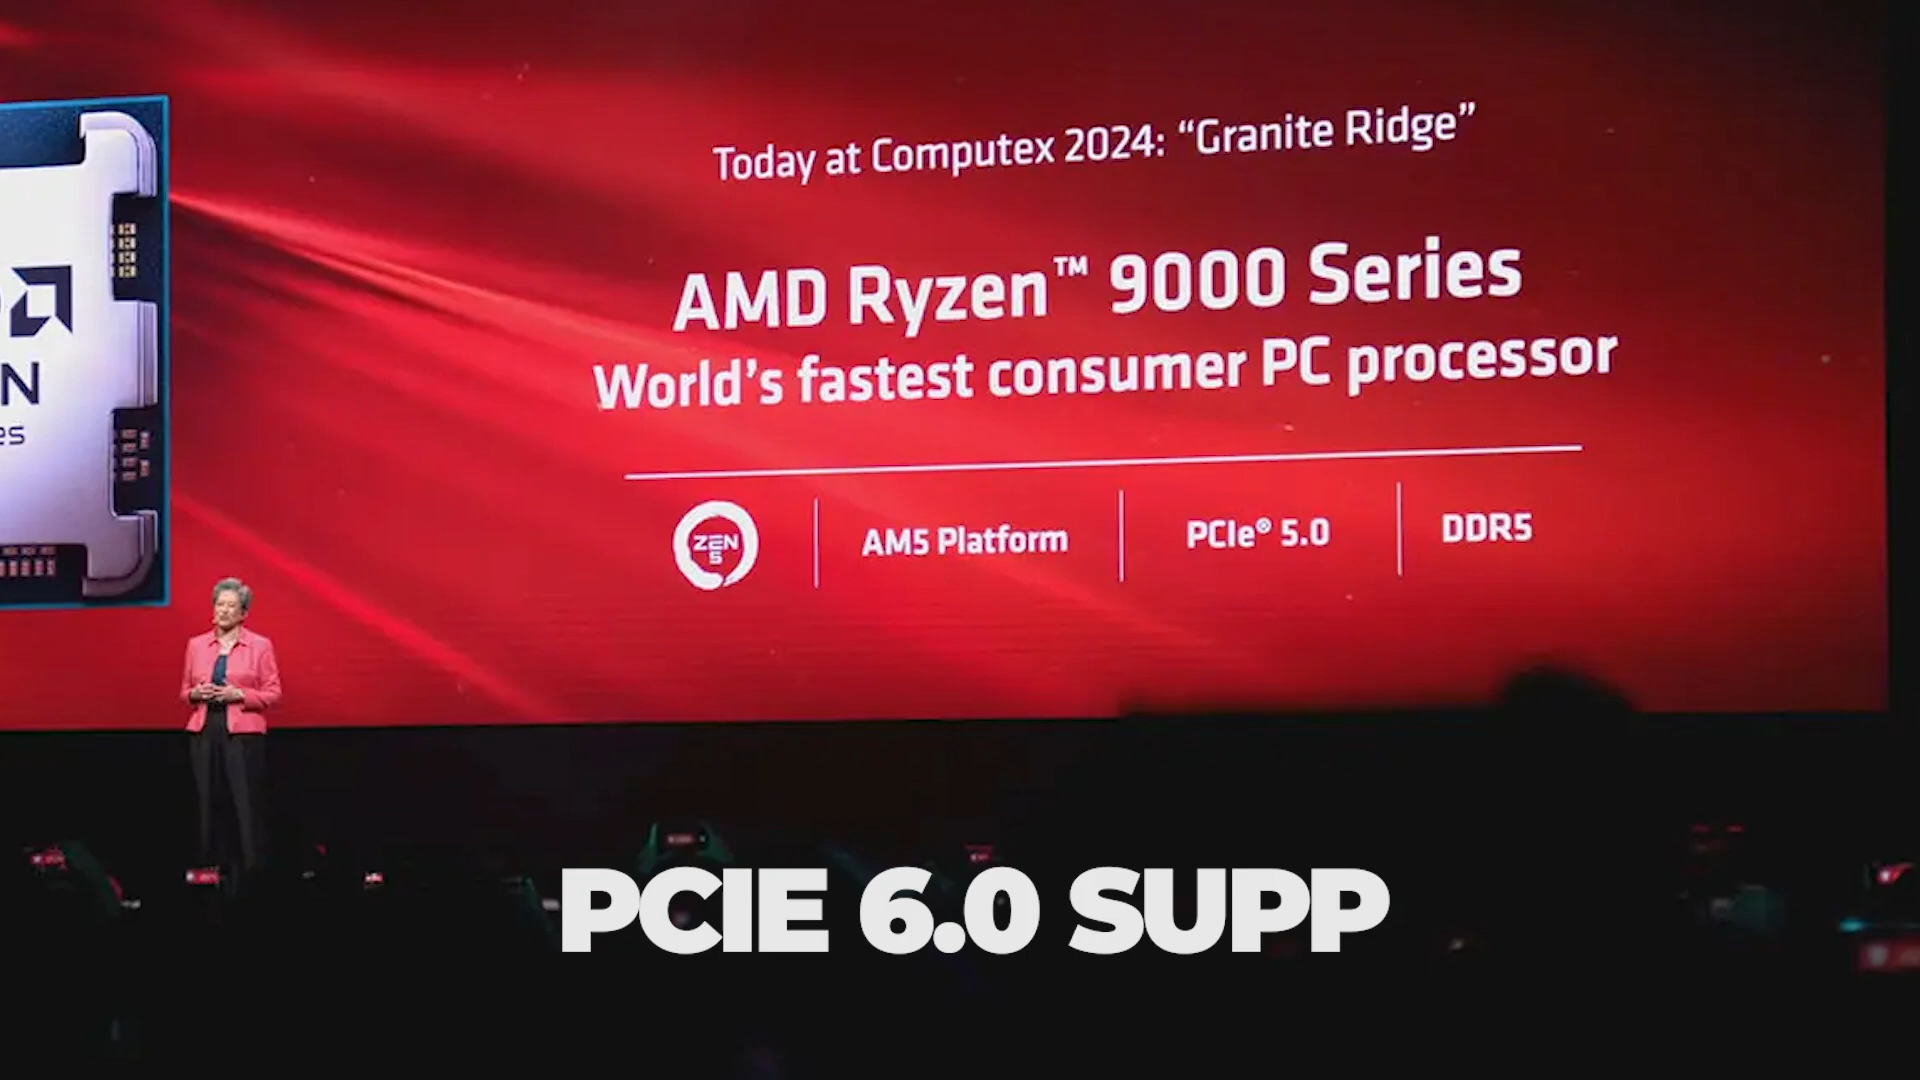 Today at Computex 2024: “Granite Ridge”
AMD Ryzen™ 9000 Series
World’s fastest consumer PC processor
ZEN
5
AM5 Platform
PCIe® 5.0
DDR5
PCIE 6.0 SUPP